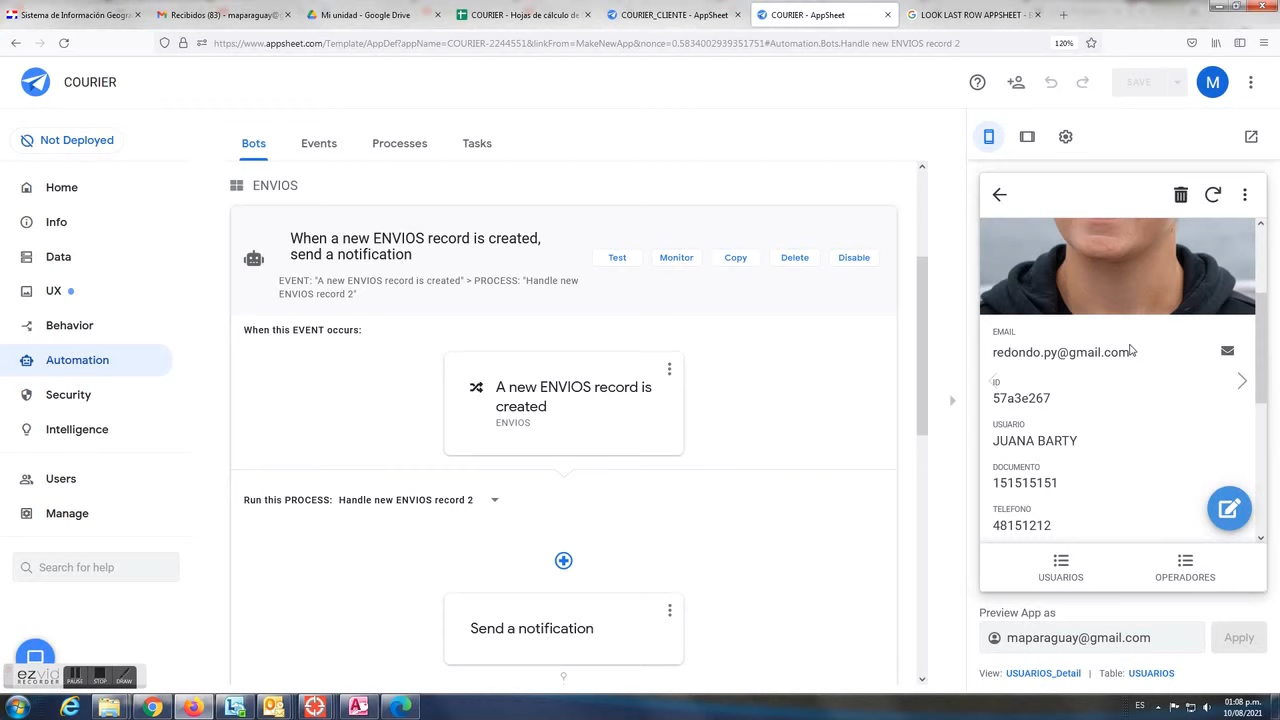 Sistema de Información Geográ
Recibidos (83) - maparaguay@
Mi unidad - Google Drive
COURIER - Hojas de
COURIER_CLIENTE - AppSheet
COURIER - AppSheet
LOOK LAST ROW APPSHEET - B
https://www.appsheet.com/Template/AppDef?appName=COURIER-2244551&linkFrom=MakeNewApp&nonce=0.5834002939351751#Automation.Bots.Handle new ENVIOS record 2
120%
COURIER
SAVE
M
Not Deployed
Home
Info
Data
UX
Behavior
Automation
Security
Intelligence
Users
Manage
Search for help
Bots
Events
Processes
Tasks
ENVIOS
When a new ENVIOS record is created,
send a notification
Test
Monitor
Copy
Delete
Disable
EVENT: "A new ENVIOS record is created" > PROCESS: "Handle new
ENVIOS record 2"
When this EVENT occurs:
A new ENVIOS record is
created
ENVIOS
Run this PROCESS: Handle new ENVIOS record 2
Send a notification
EMAIL
redondo.py@gmail.com
ID
57a3e267
USUARIO
JUANA BARTY
DOCUMENTO
151515151
TELEFONO
48151212
USUARIOS
OPERADORES
Preview App as
maparaguay@gmail.com
Apply
View: USUARIOS_Detail | Table: USUARIOS
ezvid
RECORDER
PAUSE
STOP
DRAW
ES
01:08 p.m.
10/08/2021